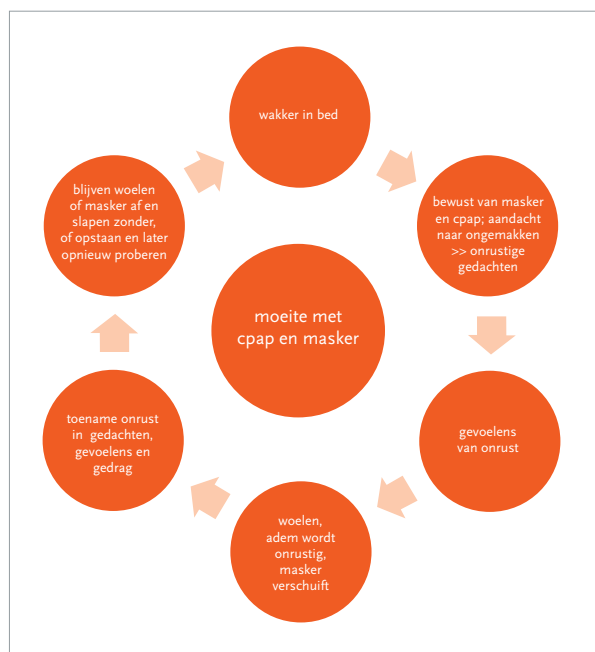 wakker in bed
bewust van masker
en cpap; aandacht
naar ongemakken
>> onrustige
gedachten
gevoelens
van onrust
woelen,
adem wordt
onrustig,
masker
verschuift
toename onrust
in gedachten,
gevoelens en
gedrag
blijven woelen
of masker af en
slapen zonder,
of opstaan en later
opnieuw proberen
moeite met
cpap en masker